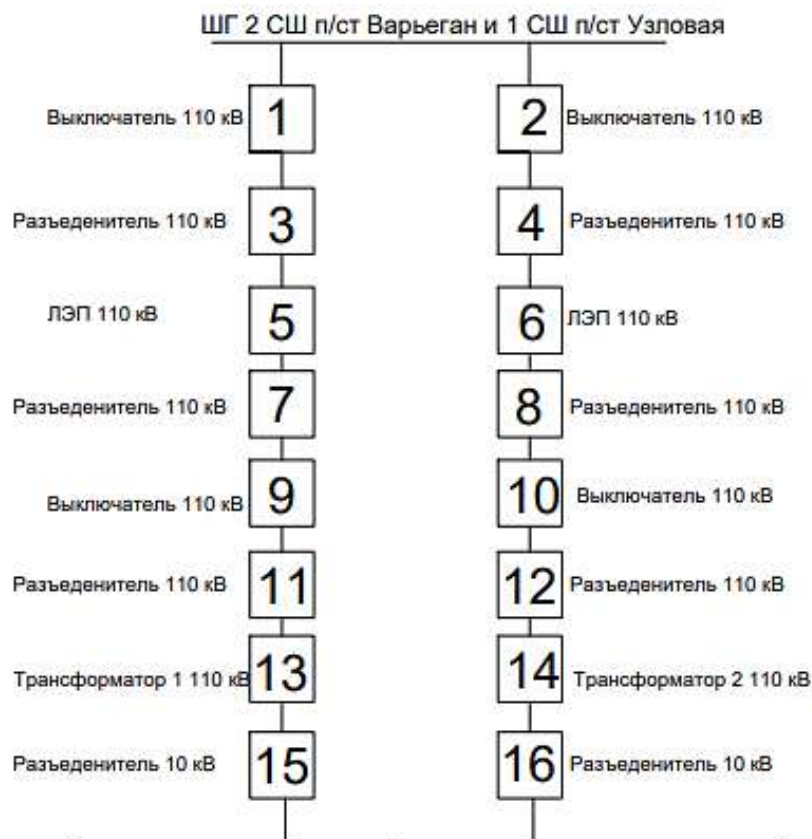 ШГ 2 СШ п/ст Варьеган и 1 СШ п/ст Узловая
Выключатель 110 кВ 1 2 Выключатель 110 кВ
Разъеденитель 110 кВ 3 4 Разъеденитель 110 кВ
ЛЭП 110 кВ 5 6 ЛЭП 110 кВ
Разъеденитель 110 кВ 7 8 Разъеденитель 110 кВ
Выключатель 110 кВ 9 10 Выключатель 110 кВ
Разъеденитель 110 кВ 11 12 Разъеденитель 110 кВ
Трансформатор 1 110 кВ 13 14 Трансформатор 2 110 кВ
Разъеденитель 10 кВ 15 16 Разъеденитель 10 кВ